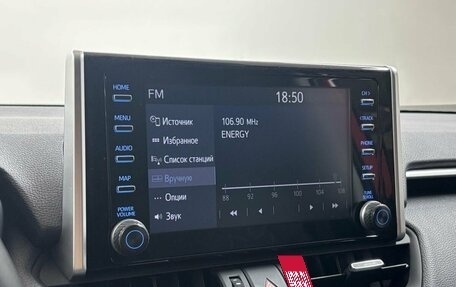 HOME
MENU
AUDIO
MAP
POWER
VOLUME
FM
18:50
Источник
Избранное
Список станций
Вручную
Опции
Звук
106.90 MHz
ENERGY
88 92 96 100 104 108
CH>
<TRACK
PHONE
SETUP
TUNE
SCROLL